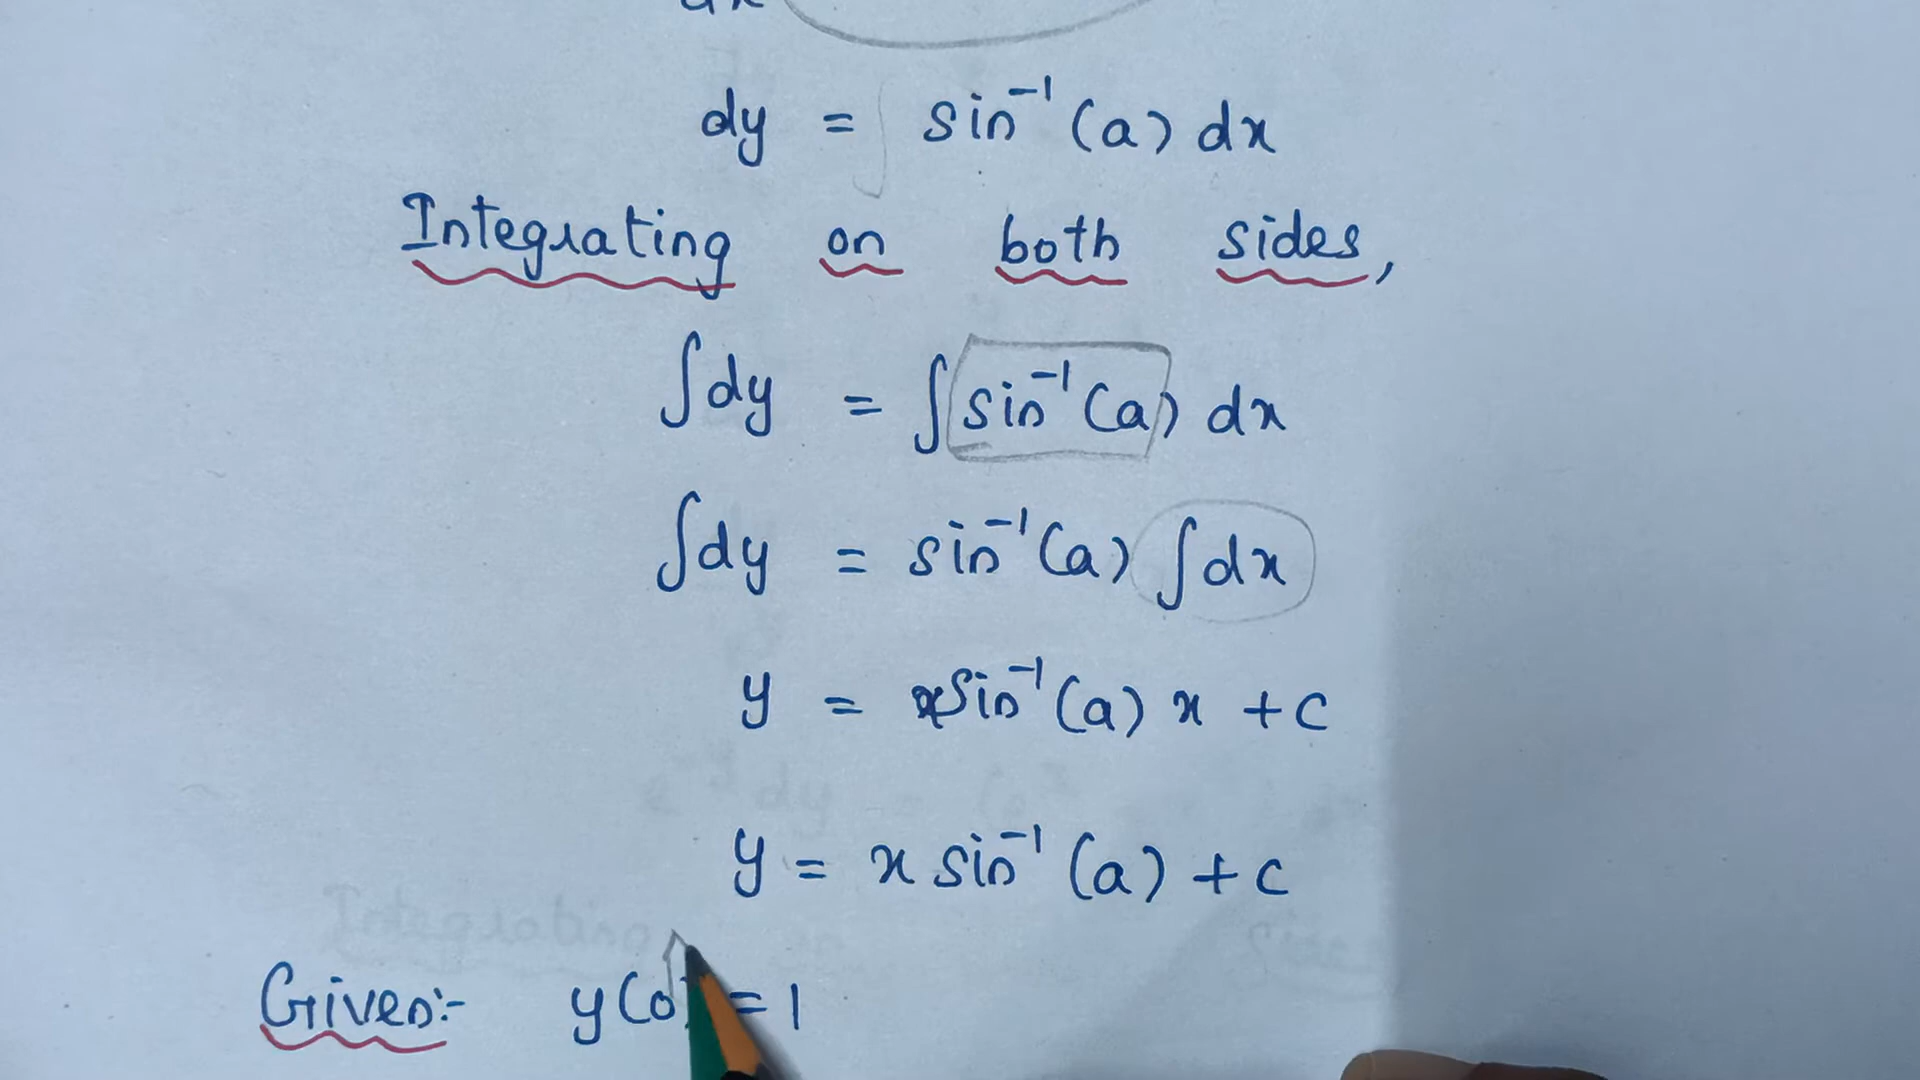 dy = sin⁻¹(a) dx
Integrating on both sides,
∫dy = ∫sin⁻¹(a) dx
∫dy = sin⁻¹(a) ∫dx
y = xsin⁻¹(a) x + c
y = x sin⁻¹(a) + c
Given:- y(0) = 1